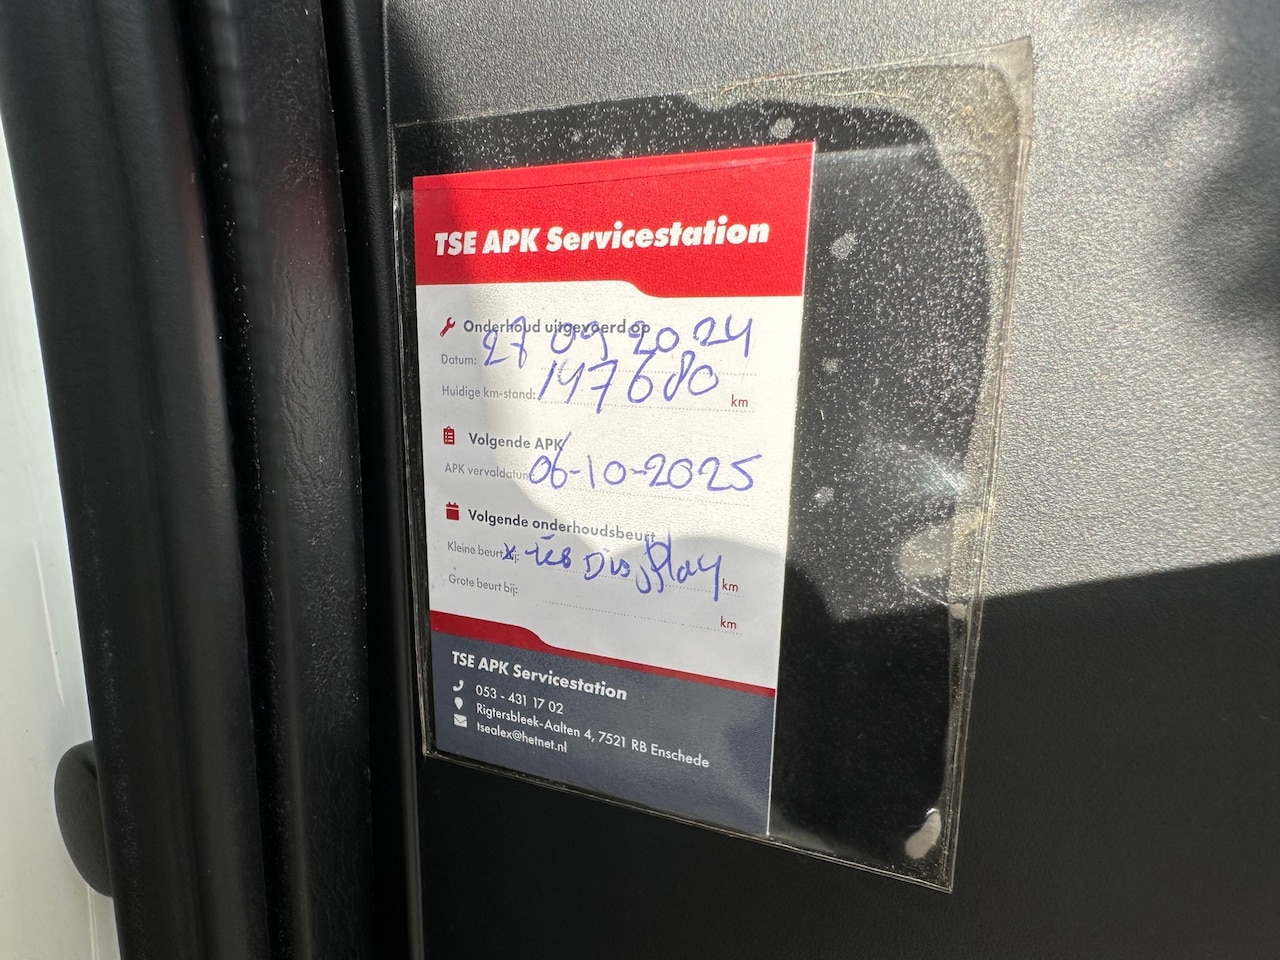 TSE APK Servicestation
Onderhoud uitgevoerd op
Datum: 27 09 2024
Huidige km-stand: 147680 km
Volgende APK
APK vervaldatum: 06-10-2025
Volgende onderhoudsbeurt
Kleine beurt bij: x Display km
Grote beurt bij: km
TSE APK Servicestation
053 - 431 17 02
Rigtersbleek-Aalten 4, 7521 RB Enschede
tsealex@hetnet.nl